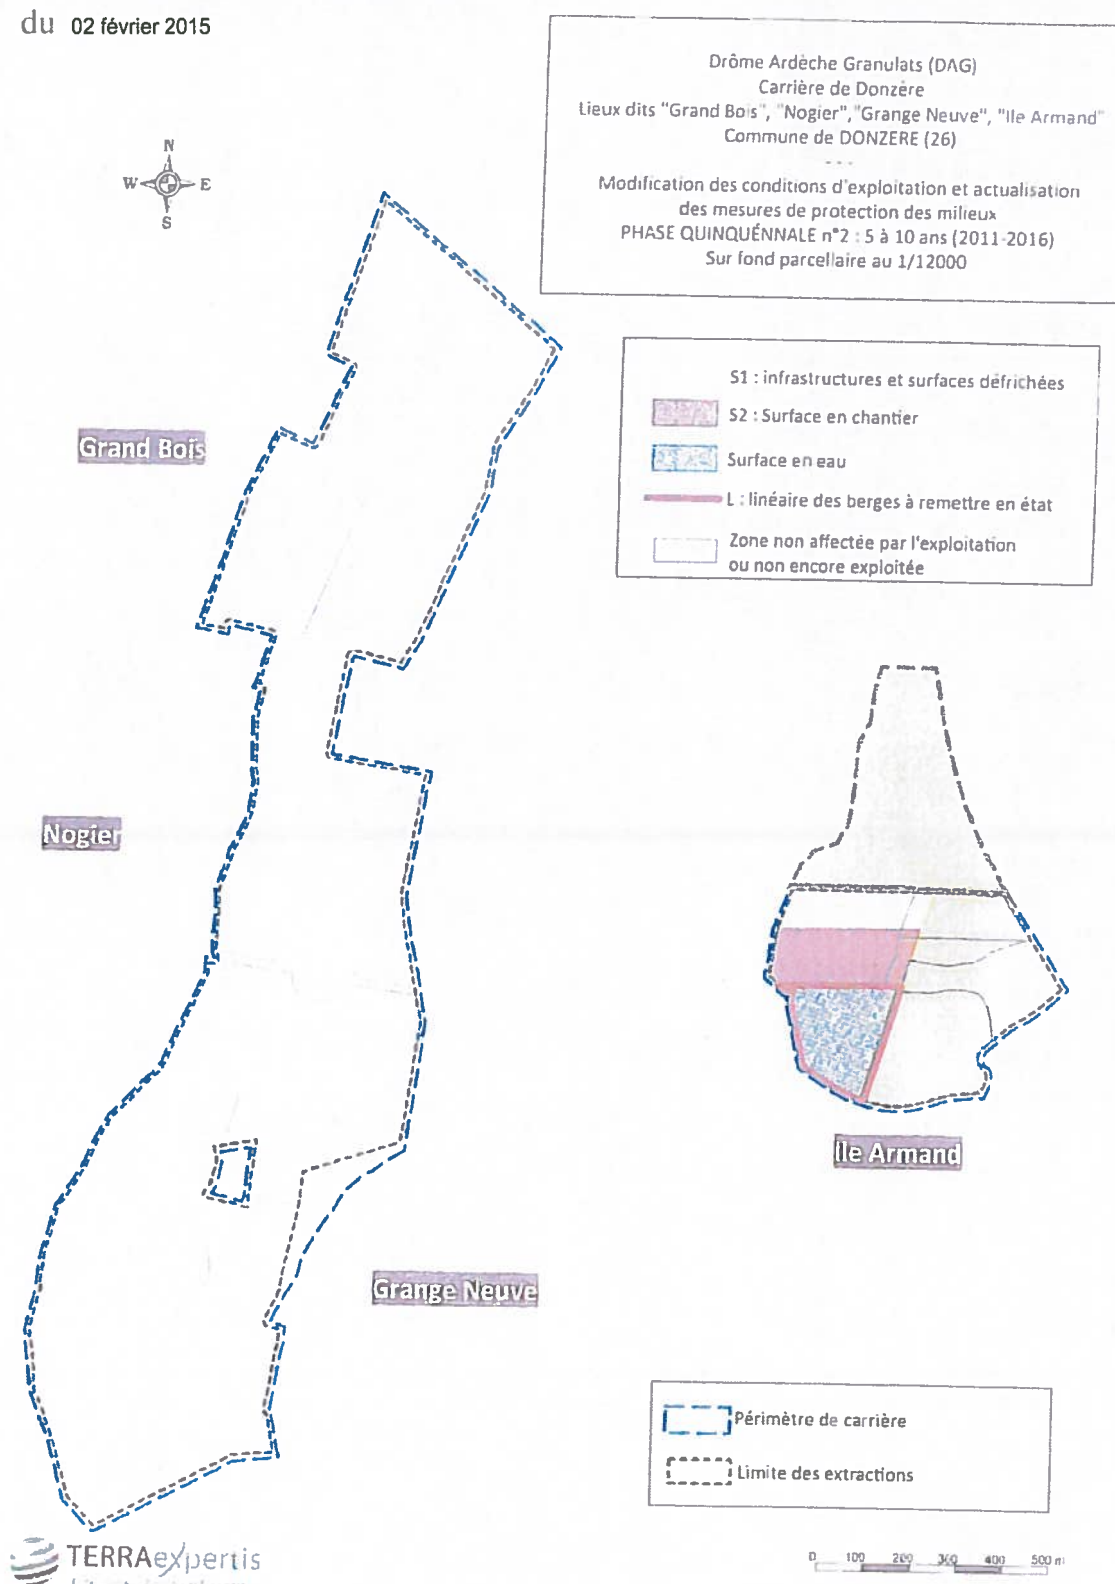 du 02 février 2015
Drôme Ardèche Granulats (DAG)
Carrière de Donzère
Lieux dits "Grand Bois", "Nogier", "Grange Neuve", "Ile Armand"
Commune de DONZERE (26)
- - -
Modification des conditions d'exploitation et actualisation
des mesures de protection des milieux
PHASE QUINQUÉNNALE n°2 : 5 à 10 ans (2011-2016)
Sur fond parcellaire au 1/12000
N
W E
S
S1 : infrastructures et surfaces défrichées
S2 : Surface en chantier
Surface en eau
L : linéaire des berges à remettre en état
Zone non affectée par l'exploitation
ou non encore exploitée
Grand Bois
Nogier
Ile Armand
Grange Neuve
Périmètre de carrière
Limite des extractions
TERRAexpertis
0 100 200 300 400 500 m